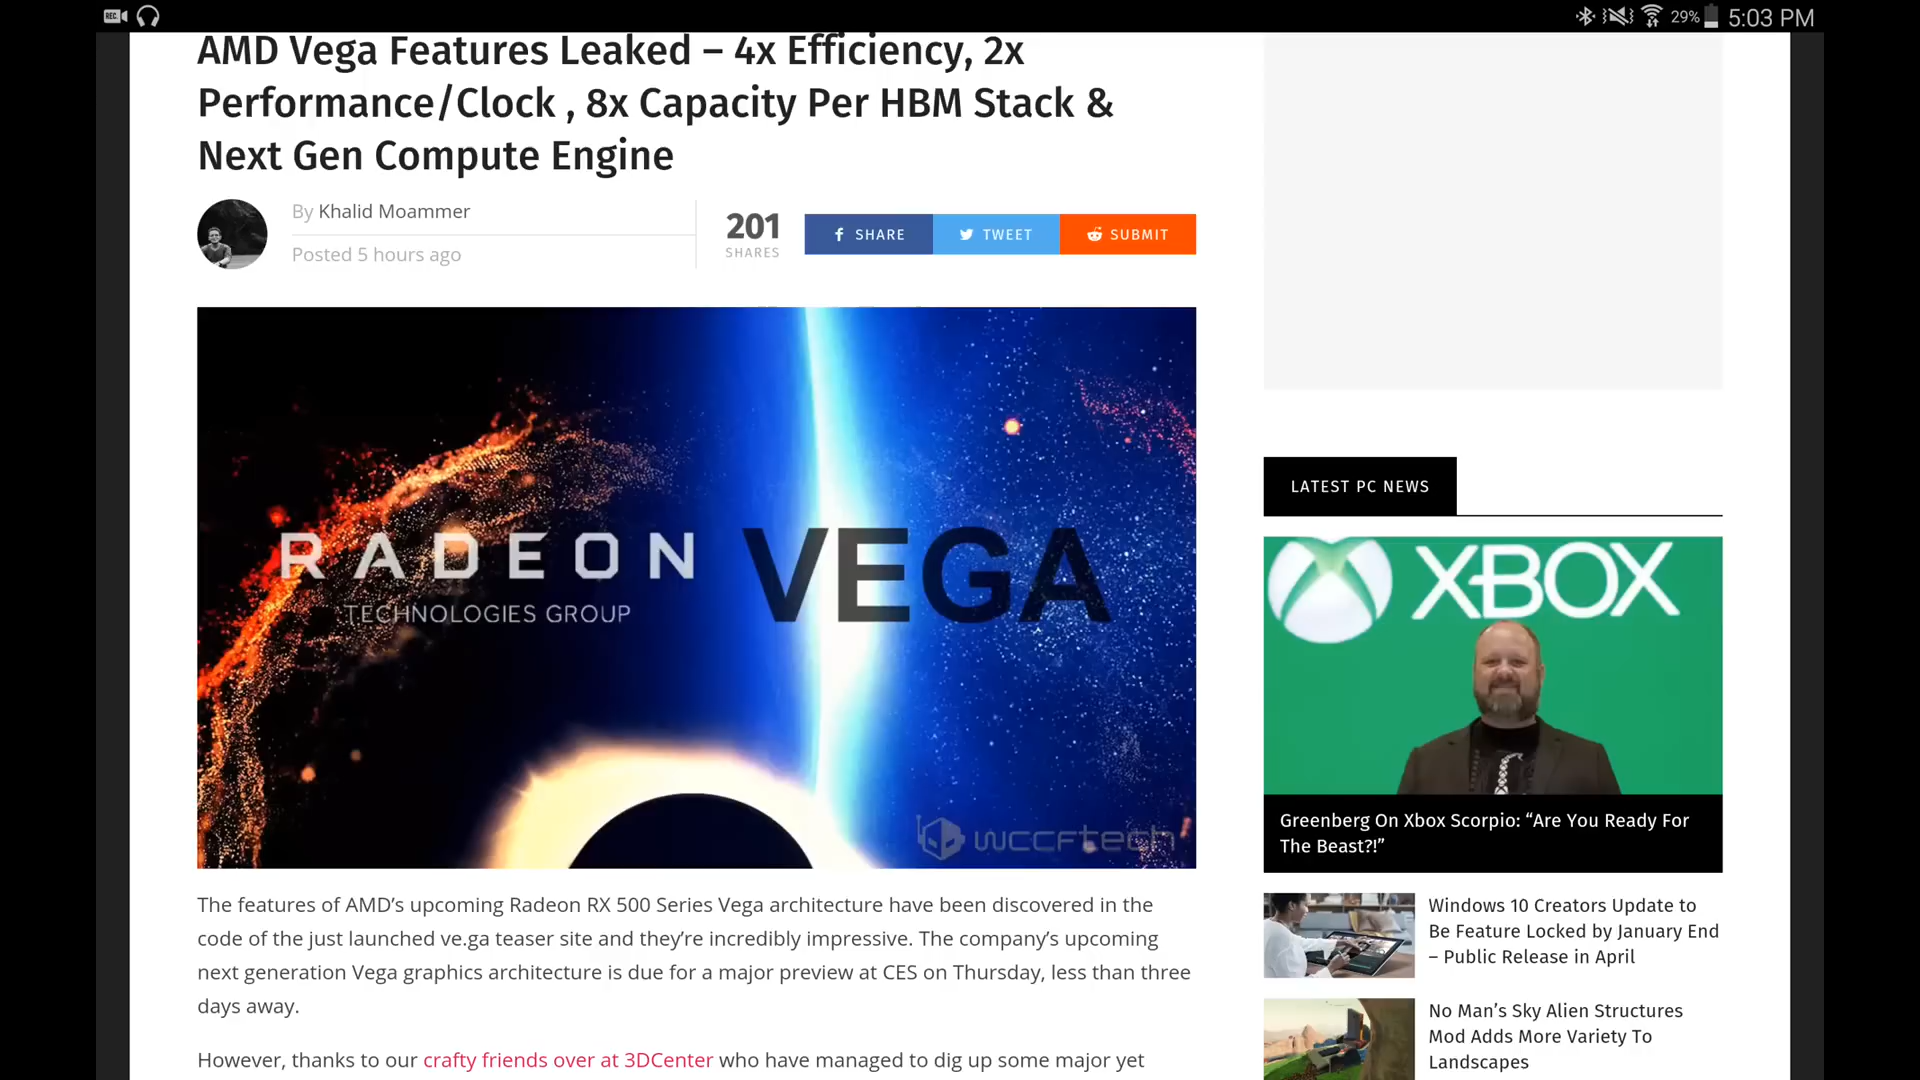 REC
29%
5:03 PM
AMD Vega Features Leaked – 4x Efficiency, 2x
Performance/Clock , 8x Capacity Per HBM Stack &
Next Gen Compute Engine
By Khalid Moammer
Posted 5 hours ago
201
SHARES
SHARE
TWEET
SUBMIT
RADEON
TECHNOLOGIES GROUP
VEGA
wccftech
The features of AMD’s upcoming Radeon RX 500 Series Vega architecture have been discovered in the
code of the just launched ve.ga teaser site and they’re incredibly impressive. The company’s upcoming
next generation Vega graphics architecture is due for a major preview at CES on Thursday, less than three
days away.
However, thanks to our crafty friends over at 3DCenter who have managed to dig up some major yet
LATEST PC NEWS
XBOX
Greenberg On Xbox Scorpio: “Are You Ready For
The Beast?!”
Windows 10 Creators Update to
Be Feature Locked by January End
– Public Release in April
No Man’s Sky Alien Structures
Mod Adds More Variety To
Landscapes